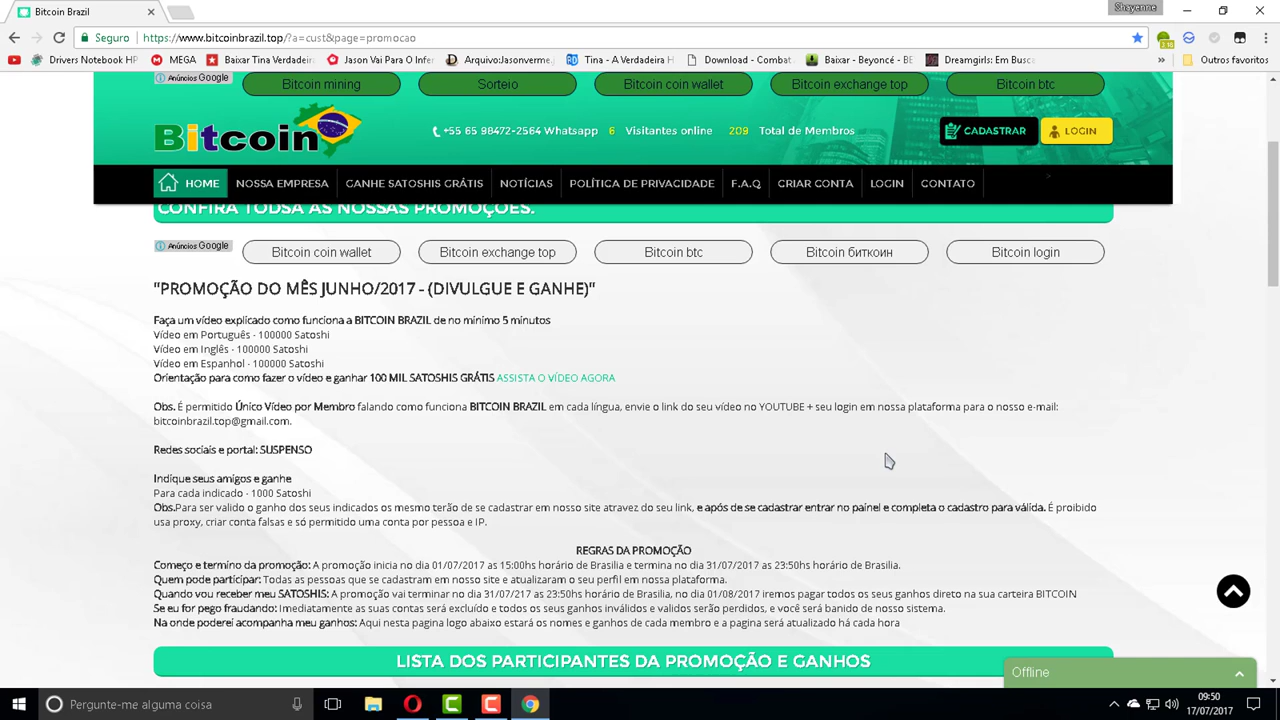 Bitcoin Brazil
Shayenne
Seguro
https://www.bitcoinbrazil.top/?a=cust&page=promocao
Drivers Notebook HP
MEGA
Baixar Tina Verdadei
Jason Vai Para O Infer
Arquivo:Jasonverme.j
Tina - A Verdadeira H
Download - Combat
Baixar - Beyoncé - BE
Dreamgirls: Em Busca
»
Outros favoritos
Anúncios Google
Bitcoin mining
Sorteio
Bitcoin coin wallet
Bitcoin exchange top
Bitcoin btc
Bitcoin
+55 65 98472-2564 Whatsapp
6 Visitantes online
209 Total de Membros
CADASTRAR
LOGIN
HOME
NOSSA EMPRESA
GANHE SATOSHIS GRÁTIS
NOTÍCIAS
POLÍTICA DE PRIVACIDADE
F.A.Q
CRIAR CONTA
LOGIN
CONTATO
CONFIRA TODSA AS NOSSAS PROMOÇÕES.
Anúncios Google
Bitcoin coin wallet
Bitcoin exchange top
Bitcoin btc
Bitcoin биткоин
Bitcoin login
"PROMOÇÃO DO MÊS JUNHO/2017 - (DIVULGUE E GANHE)"
Faça um vídeo explicado como funciona a BITCOIN BRAZIL de no mínimo 5 minutos
Vídeo em Português - 100000 Satoshi
Vídeo em Inglês - 100000 Satoshi
Vídeo em Espanhol - 100000 Satoshi
Orientação para como fazer o vídeo e ganhar 100 MIL SATOSHIS GRÁTIS ASSISTA O VÍDEO AGORA
Obs. É permitido Único Vídeo por Membro falando como funciona BITCOIN BRAZIL em cada língua, envie o link do seu vídeo no YOUTUBE + seu login em nossa plataforma para o nosso e-mail:
bitcoinbrazil.top@gmail.com.
Redes sociais e portal: SUSPENSO
Indique seus amigos e ganhe
Para cada indicado - 1000 Satoshi
Obs.Para ser valido o ganho dos seus indicados os mesmo terão de se cadastrar em nosso site atravez do seu link, e após de se cadastrar entrar no painel e completa o cadastro para válida. É proibido
usa proxy, criar conta falsas e só permitido uma conta por pessoa e IP.
REGRAS DA PROMOÇÃO
Começo e termino da promoção: A promoção inicia no dia 01/07/2017 as 15:00hs horário de Brasilia e termina no dia 31/07/2017 as 23:50hs horário de Brasilia.
Quem pode participar: Todas as pessoas que se cadastram em nosso site e atualizaram o seu perfil em nossa plataforma.
Quando vou receber meu SATOSHIS: A promoção vai terminar no dia 31/07/217 as 23:50hs horário de Brasilia, no dia 01/08/2017 iremos pagar todos os seus ganhos direto na sua carteira BITCOIN
Se eu for pego fraudando: Imediatamente as suas contas será excluído e todos os seus ganhos inválidos e validos serão perdidos, e você será banido de nosso sistema.
Na onde poderei acompanha meu ganhos: Aqui nesta pagina logo abaixo estará os nomes e ganhos de cada membro e a pagina será atualizado há cada hora
LISTA DOS PARTICIPANTES DA PROMOÇÃO E GANHOS
Offline
Pergunte-me alguma coisa
09:50
17/07/2017